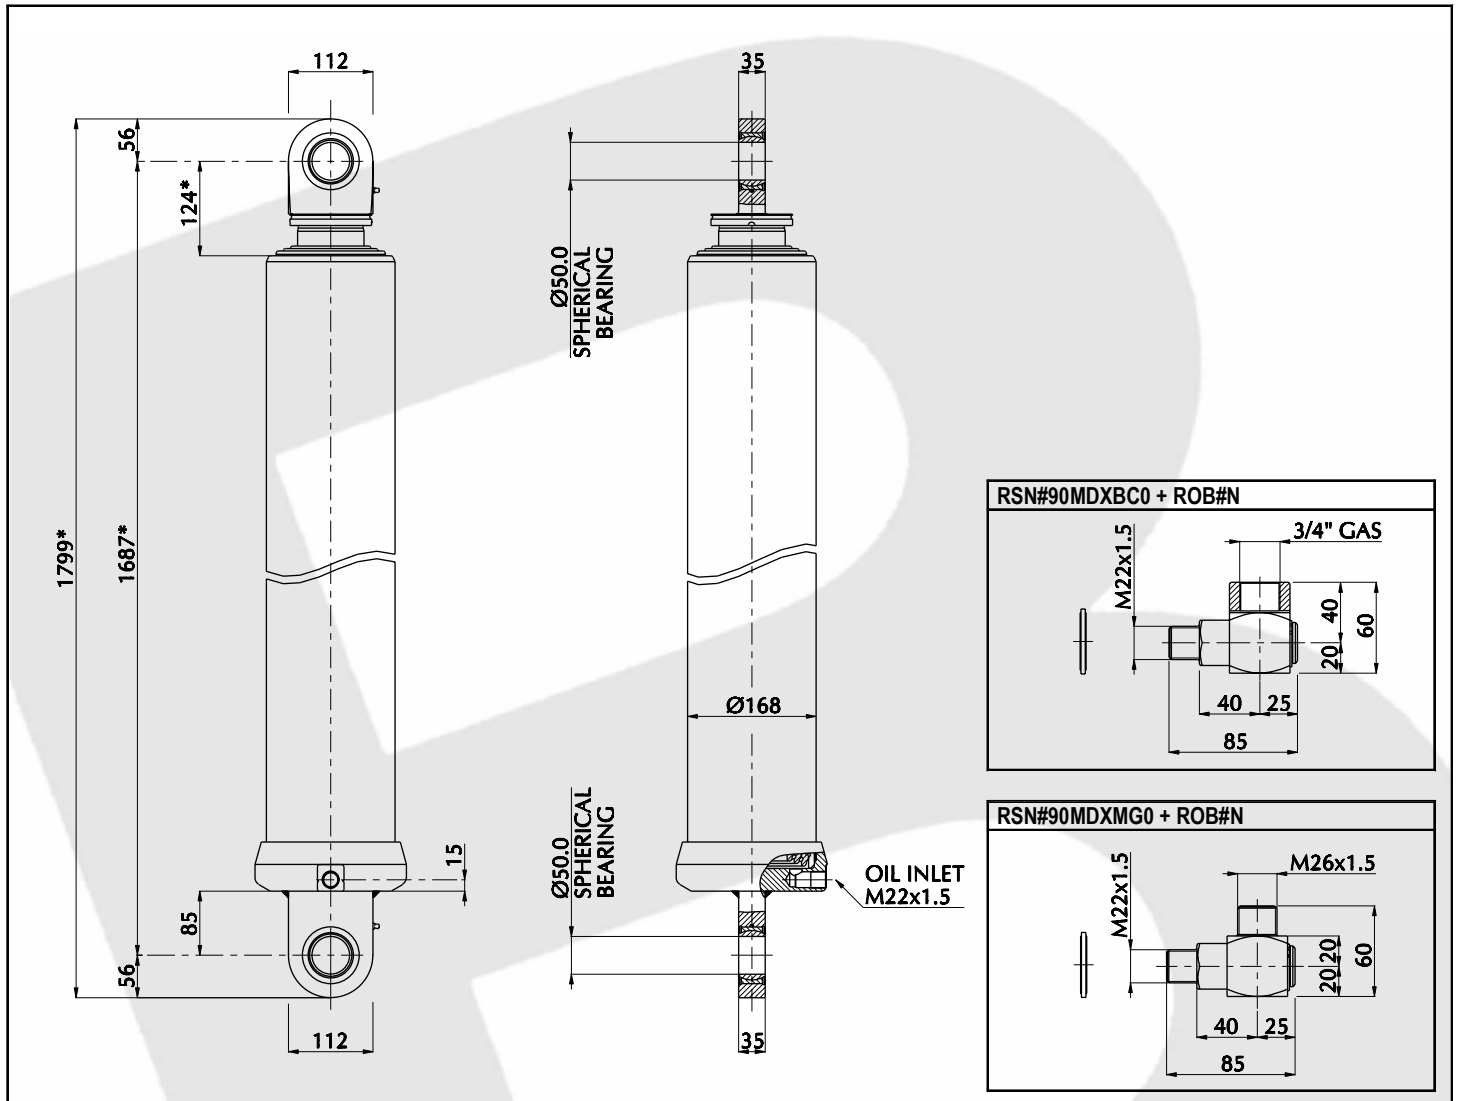 112
56
124*
1799*
1687*
15
85
56
112
35
Ø50.0
SPHERICAL
BEARING
Ø168
Ø50.0
SPHERICAL
BEARING
OIL INLET
M22x1.5
35
RSN#90MDXBC0 + ROB#N
3/4" GAS
M22x1.5
40
60
20
40
25
85
RSN#90MDXMG0 + ROB#N
M26x1.5
M22x1.5
20
60
20
40
25
85